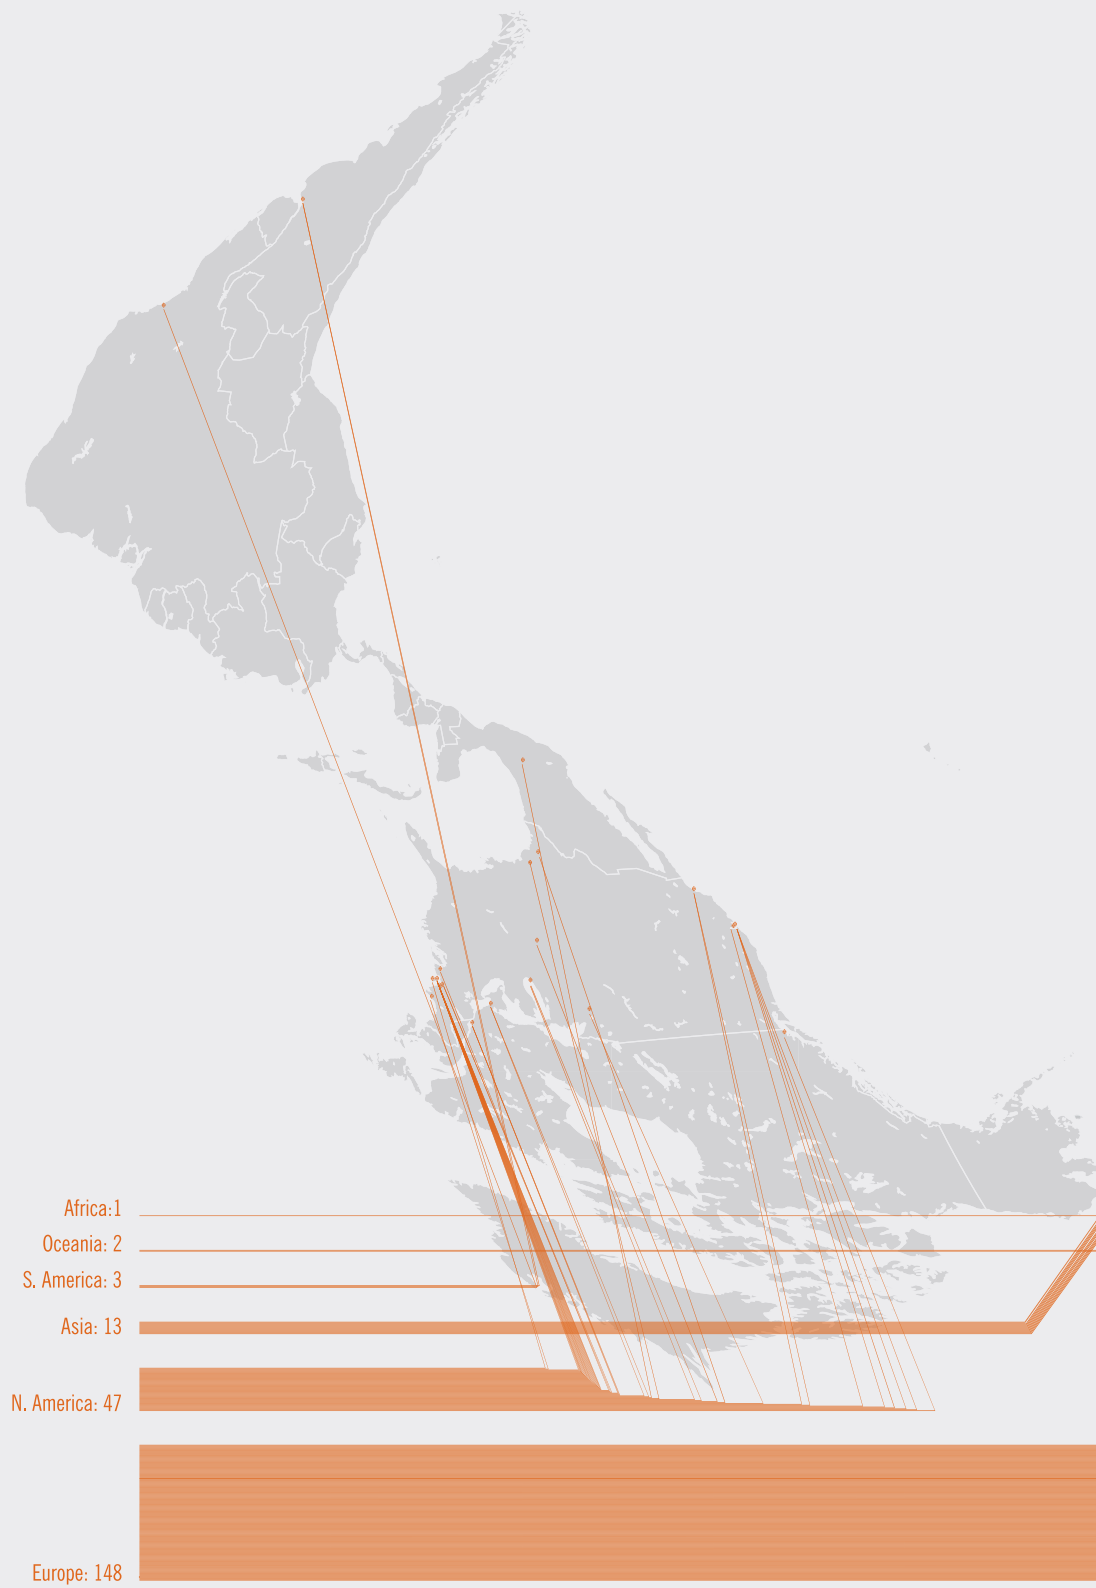 Africa:1
Oceania: 2
S. America: 3
Asia: 13
N. America: 47
Europe: 148